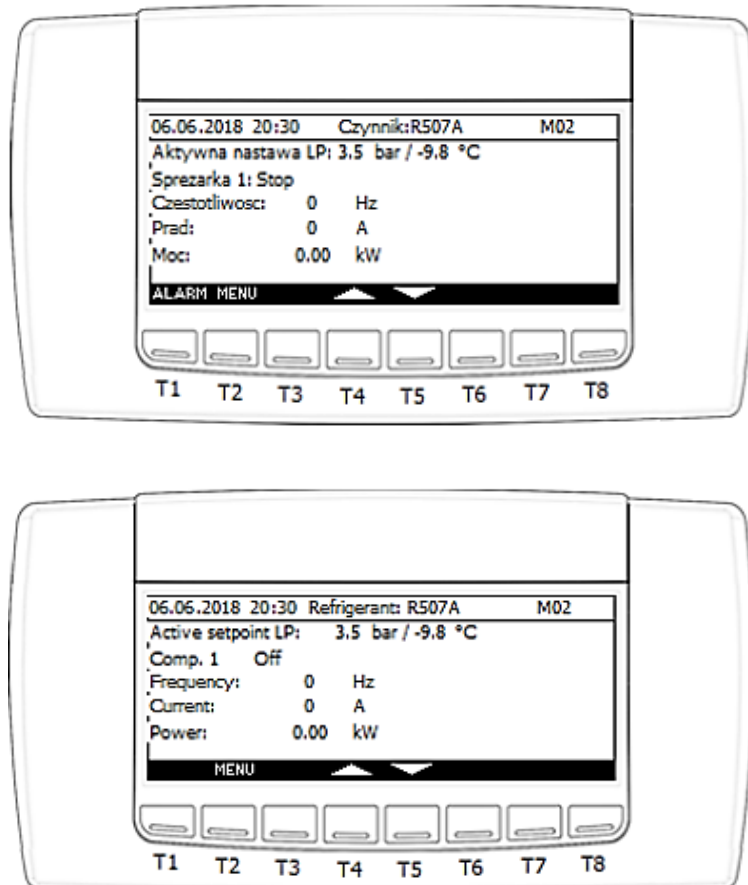 06.06.2018 20:30 Czynnik:R507A M02
Aktywna nastawa LP: 3.5 bar / -9.8 °C
Sprezarka 1: Stop
Czestotliwosc: 0 Hz
Prad: 0 A
Moc: 0.00 kW
ALARM MENU
T1 T2 T3 T4 T5 T6 T7 T8
06.06.2018 20:30 Refrigerant: R507A M02
Active setpoint LP: 3.5 bar / -9.8 °C
Comp. 1 Off
Frequency: 0 Hz
Current: 0 A
Power: 0.00 kW
MENU
T1 T2 T3 T4 T5 T6 T7 T8